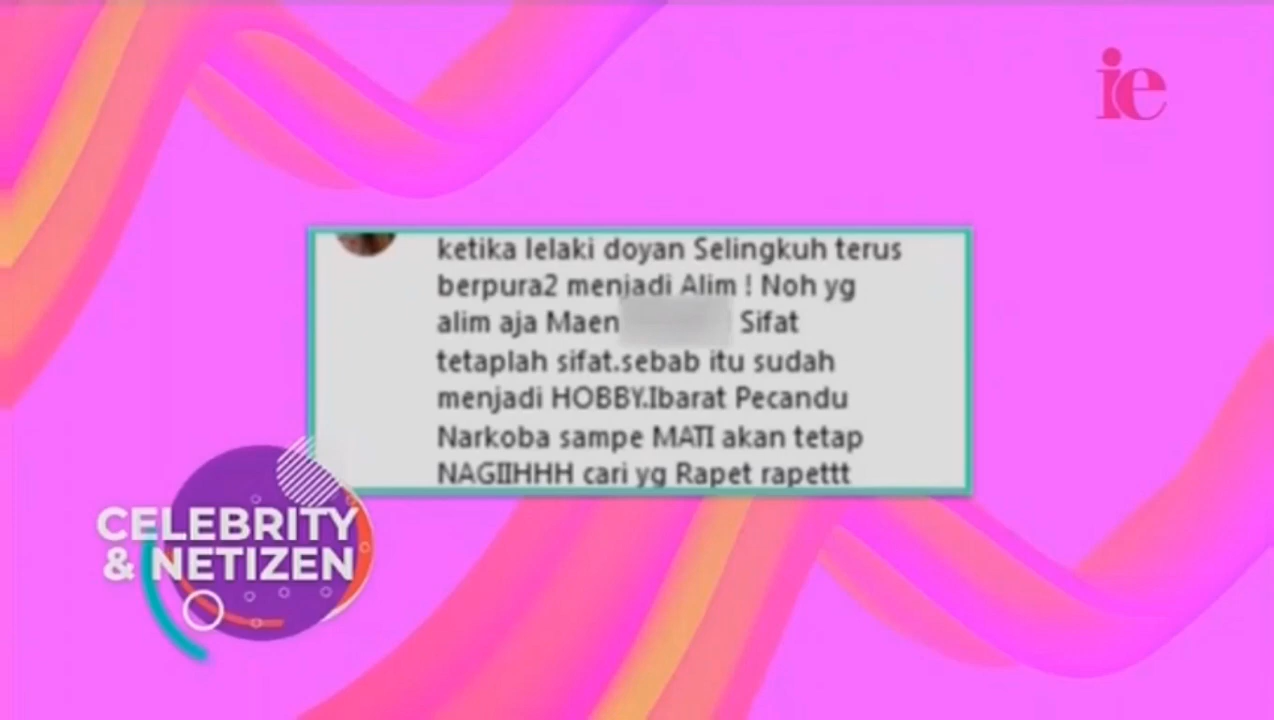 ie
ketika lelaki doyan Selingkuh terus
berpura2 menjadi Alim ! Noh yg
alim aja Maen Sifat
tetaplah sifat.sebab itu sudah
menjadi HOBBY.Ibarat Pecandu
Narkoba sampe MATI akan tetap
NAGIIHHH cari yg Rapet rapettt
CELEBRITY
& NETIZEN